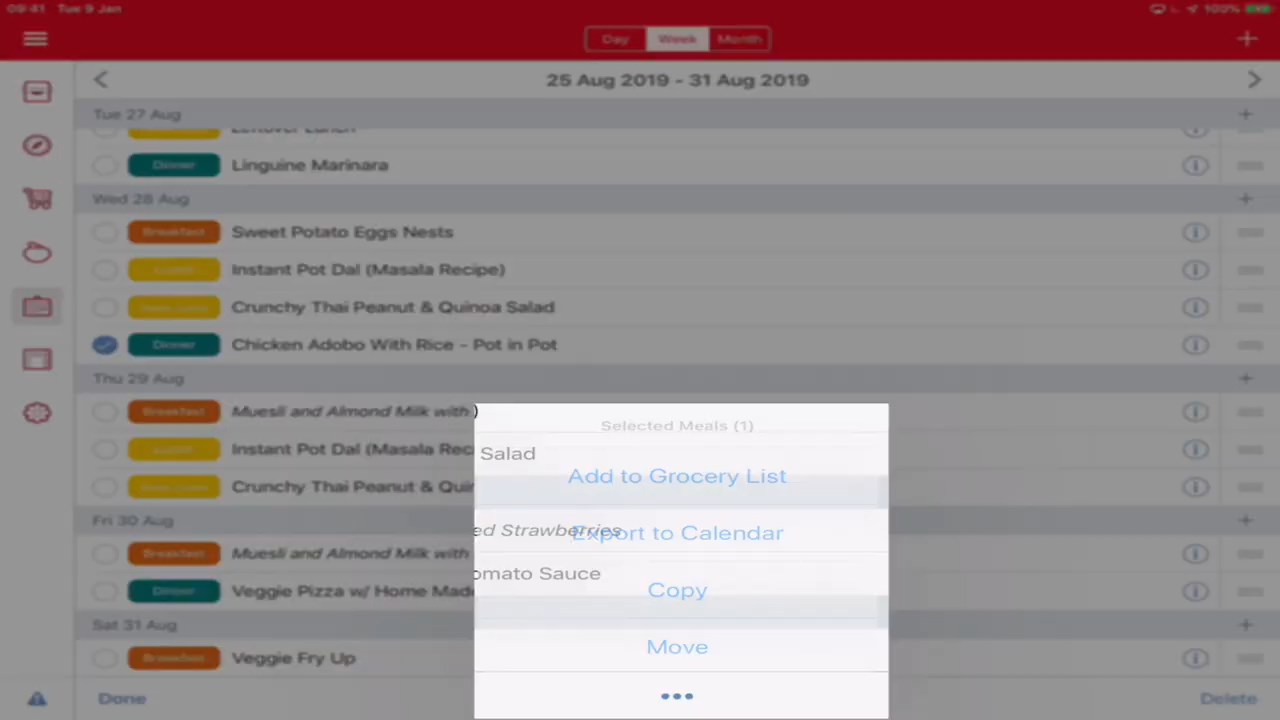 09:41 Tue 9 Jan 100%
Day Week Month
25 Aug 2019 - 31 Aug 2019
Tue 27 Aug
Leftover Lunch
Dinner Linguine Marinara
Wed 28 Aug
Breakfast Sweet Potato Eggs Nests
Instant Pot Dal (Masala Recipe)
Crunchy Thai Peanut & Quinoa Salad
Dinner Chicken Adobo With Rice - Pot in Pot
Thu 29 Aug
Breakfast Muesli and Almond Milk with )
Selected Meals (1)
Instant Pot Dal (Masala Rec Salad
Add to Grocery List
Crunchy Thai Peanut & Qui
Fri 30 Aug
ed Strawberries
Export to Calendar
Breakfast Muesli and Almond Milk with
omato Sauce
Dinner Veggie Pizza w/ Home Mad
Copy
Sat 31 Aug
Move
Breakfast Veggie Fry Up
Done ••• Delete